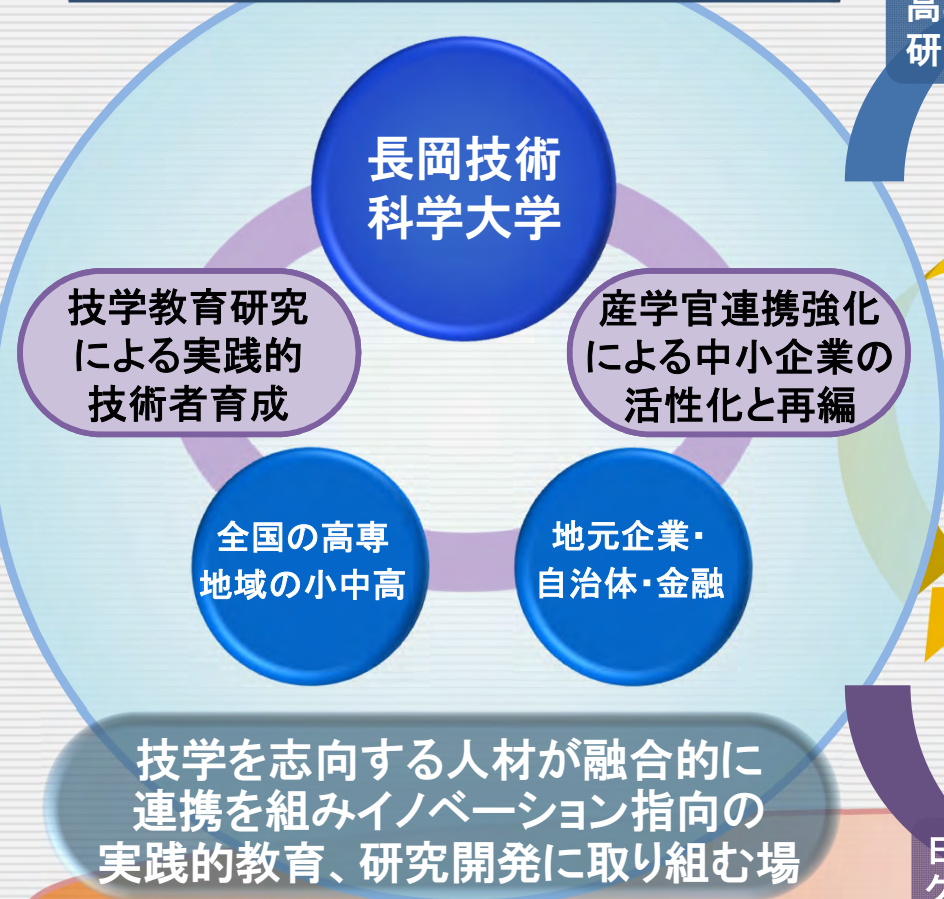 高
研
長岡技術
科学大学
技学教育研究
による実践的
技術者育成
産学官連携強化
による中小企業の
活性化と再編
全国の高専
地域の小中高
地元企業・
自治体・金融
技学を志向する人材が融合的に
連携を組みイノベーション指向の
実践的教育、研究開発に取り組む場